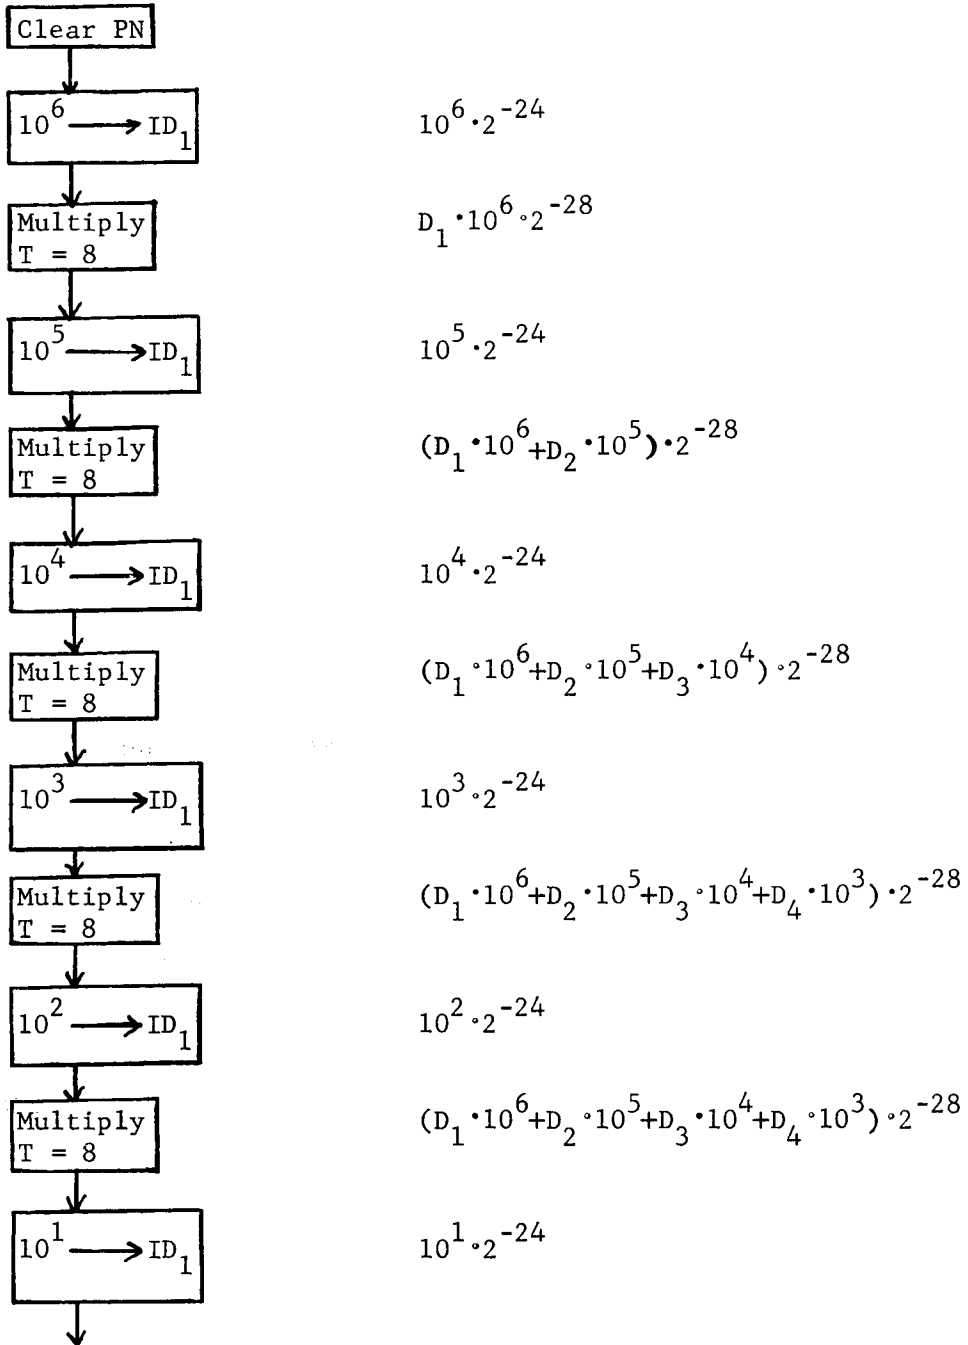 Clear PN
10^6 → ID_1 10^6·2^-24
Multiply D_1·10^6·2^-28
T = 8
10^5 → ID_1 10^5·2^-24
Multiply (D_1·10^6+D_2·10^5)·2^-28
T = 8
10^4 → ID_1 10^4·2^-24
Multiply (D_1·10^6+D_2·10^5+D_3·10^4)·2^-28
T = 8
10^3 → ID_1 10^3·2^-24
Multiply (D_1·10^6+D_2·10^5+D_3·10^4+D_4·10^3)·2^-28
T = 8
10^2 → ID_1 10^2·2^-24
Multiply (D_1·10^6+D_2·10^5+D_3·10^4+D_4·10^3)·2^-28
T = 8
10^1 → ID_1 10^1·2^-24